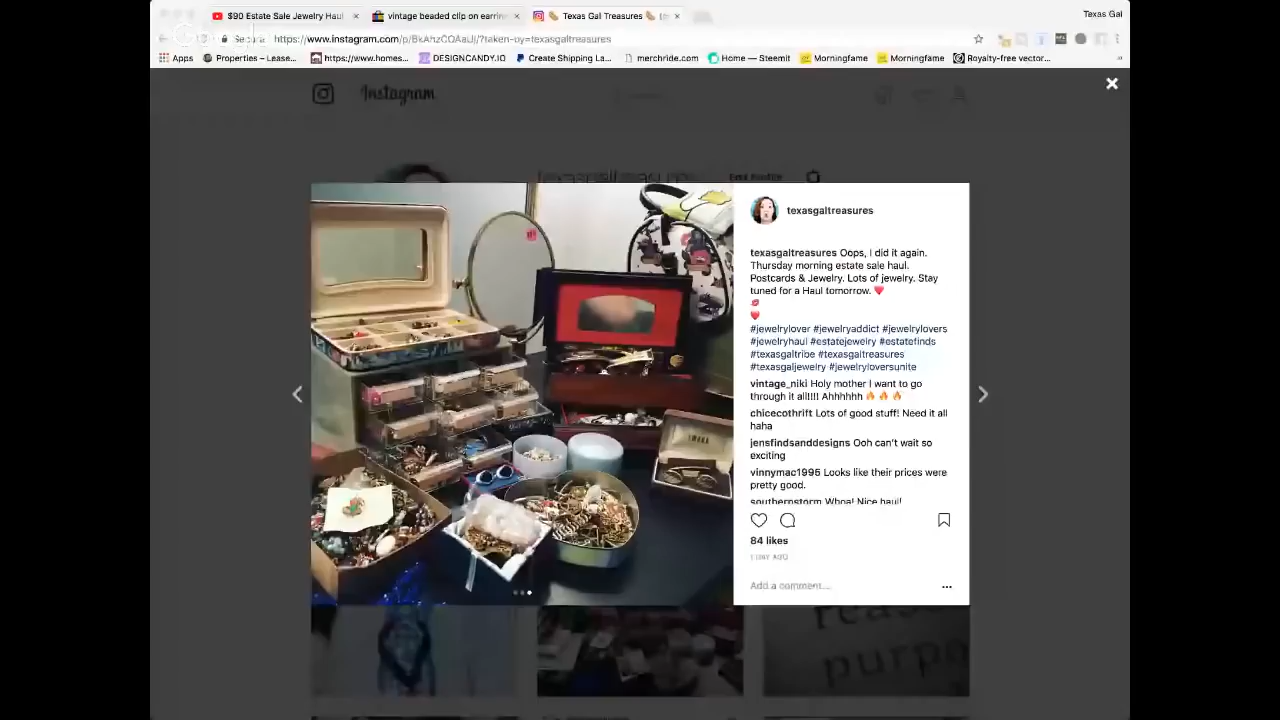 $90 Estate Sale Jewelry Haul
vintage beaded clip on earrin
Texas Gal Treasures
Texas Gal
https://www.instagram.com/p/BkAhzCOAaIJ/?taken-by=texasgaltreasures
Apps
Properties – Lease...
https://www.homes...
DESIGNCANDY.IO
Create Shipping La...
merchride.com
Home — Steemit
Morningfame
Morningfame
Royalty-free vector...
»
Instagram
texasgaltreasures
texasgaltreasures Oops, I did it again.
Thursday morning estate sale haul.
Postcards & Jewelry. Lots of jewelry. Stay
tuned for a Haul tomorrow. ❤️
💋
❤️
#jewelrylover #jewelryaddict #jewelrylovers
#jewelryhaul #estatejewelry #estatefinds
#texasgaltribe #texasgaltreasures
#texasgaljewelry #jewelryloversunite
vintage_niki Holy mother I want to go
through it all!!!! Ahhhhhh 🔥 🔥 🔥
chicecothrift Lots of good stuff! Need it all
haha
jensfindsanddesigns Ooh can't wait so
exciting
vinnymac1995 Looks like their prices were
pretty good.
southernstorm Whoa! Nice haul!
84 likes
1 DAY AGO
Add a comment...
purpo